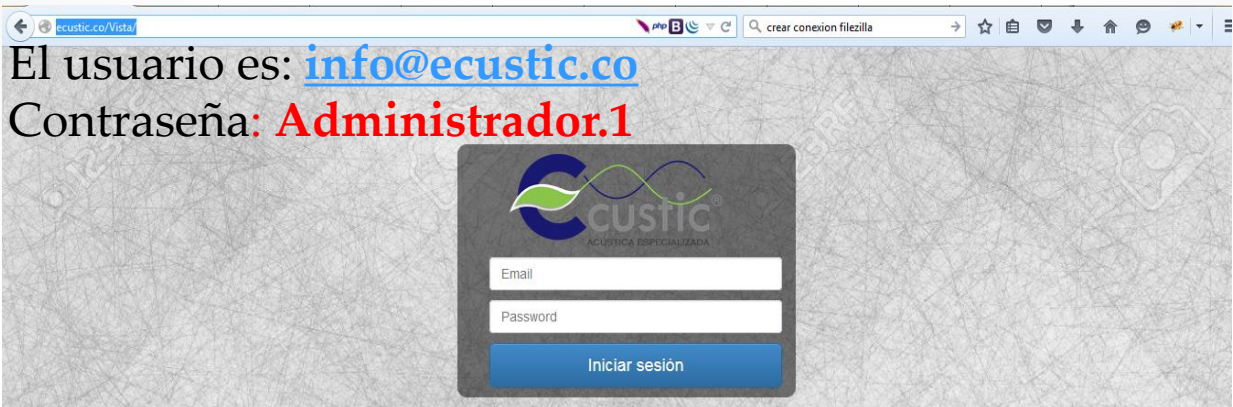 ecustic.co/Vista/
php B
crear conexion filezilla
El usuario es: info@ecustic.co
Contraseña: Administrador.1
custic®
ACUSTICA ESPECIALIZADA
Email
Password
Iniciar sesión